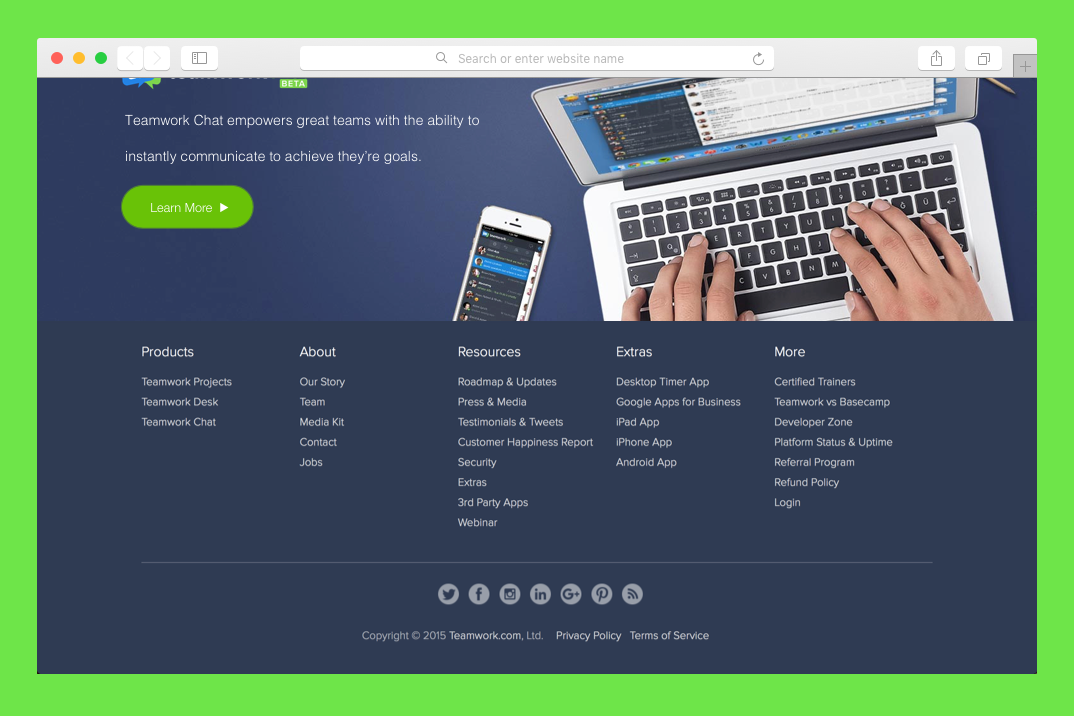 Search or enter website name
BETA
Teamwork Chat empowers great teams with the ability to
instantly communicate to achieve they're goals.
Learn More
Products
Teamwork Projects
Teamwork Desk
Teamwork Chat
About
Our Story
Team
Media Kit
Contact
Jobs
Resources
Roadmap & Updates
Press & Media
Testimonials & Tweets
Customer Happiness Report
Security
Extras
3rd Party Apps
Webinar
Extras
Desktop Timer App
Google Apps for Business
iPad App
iPhone App
Android App
More
Certified Trainers
Teamwork vs Basecamp
Developer Zone
Platform Status & Uptime
Referral Program
Refund Policy
Login
Copyright © 2015 Teamwork.com, Ltd. Privacy Policy Terms of Service